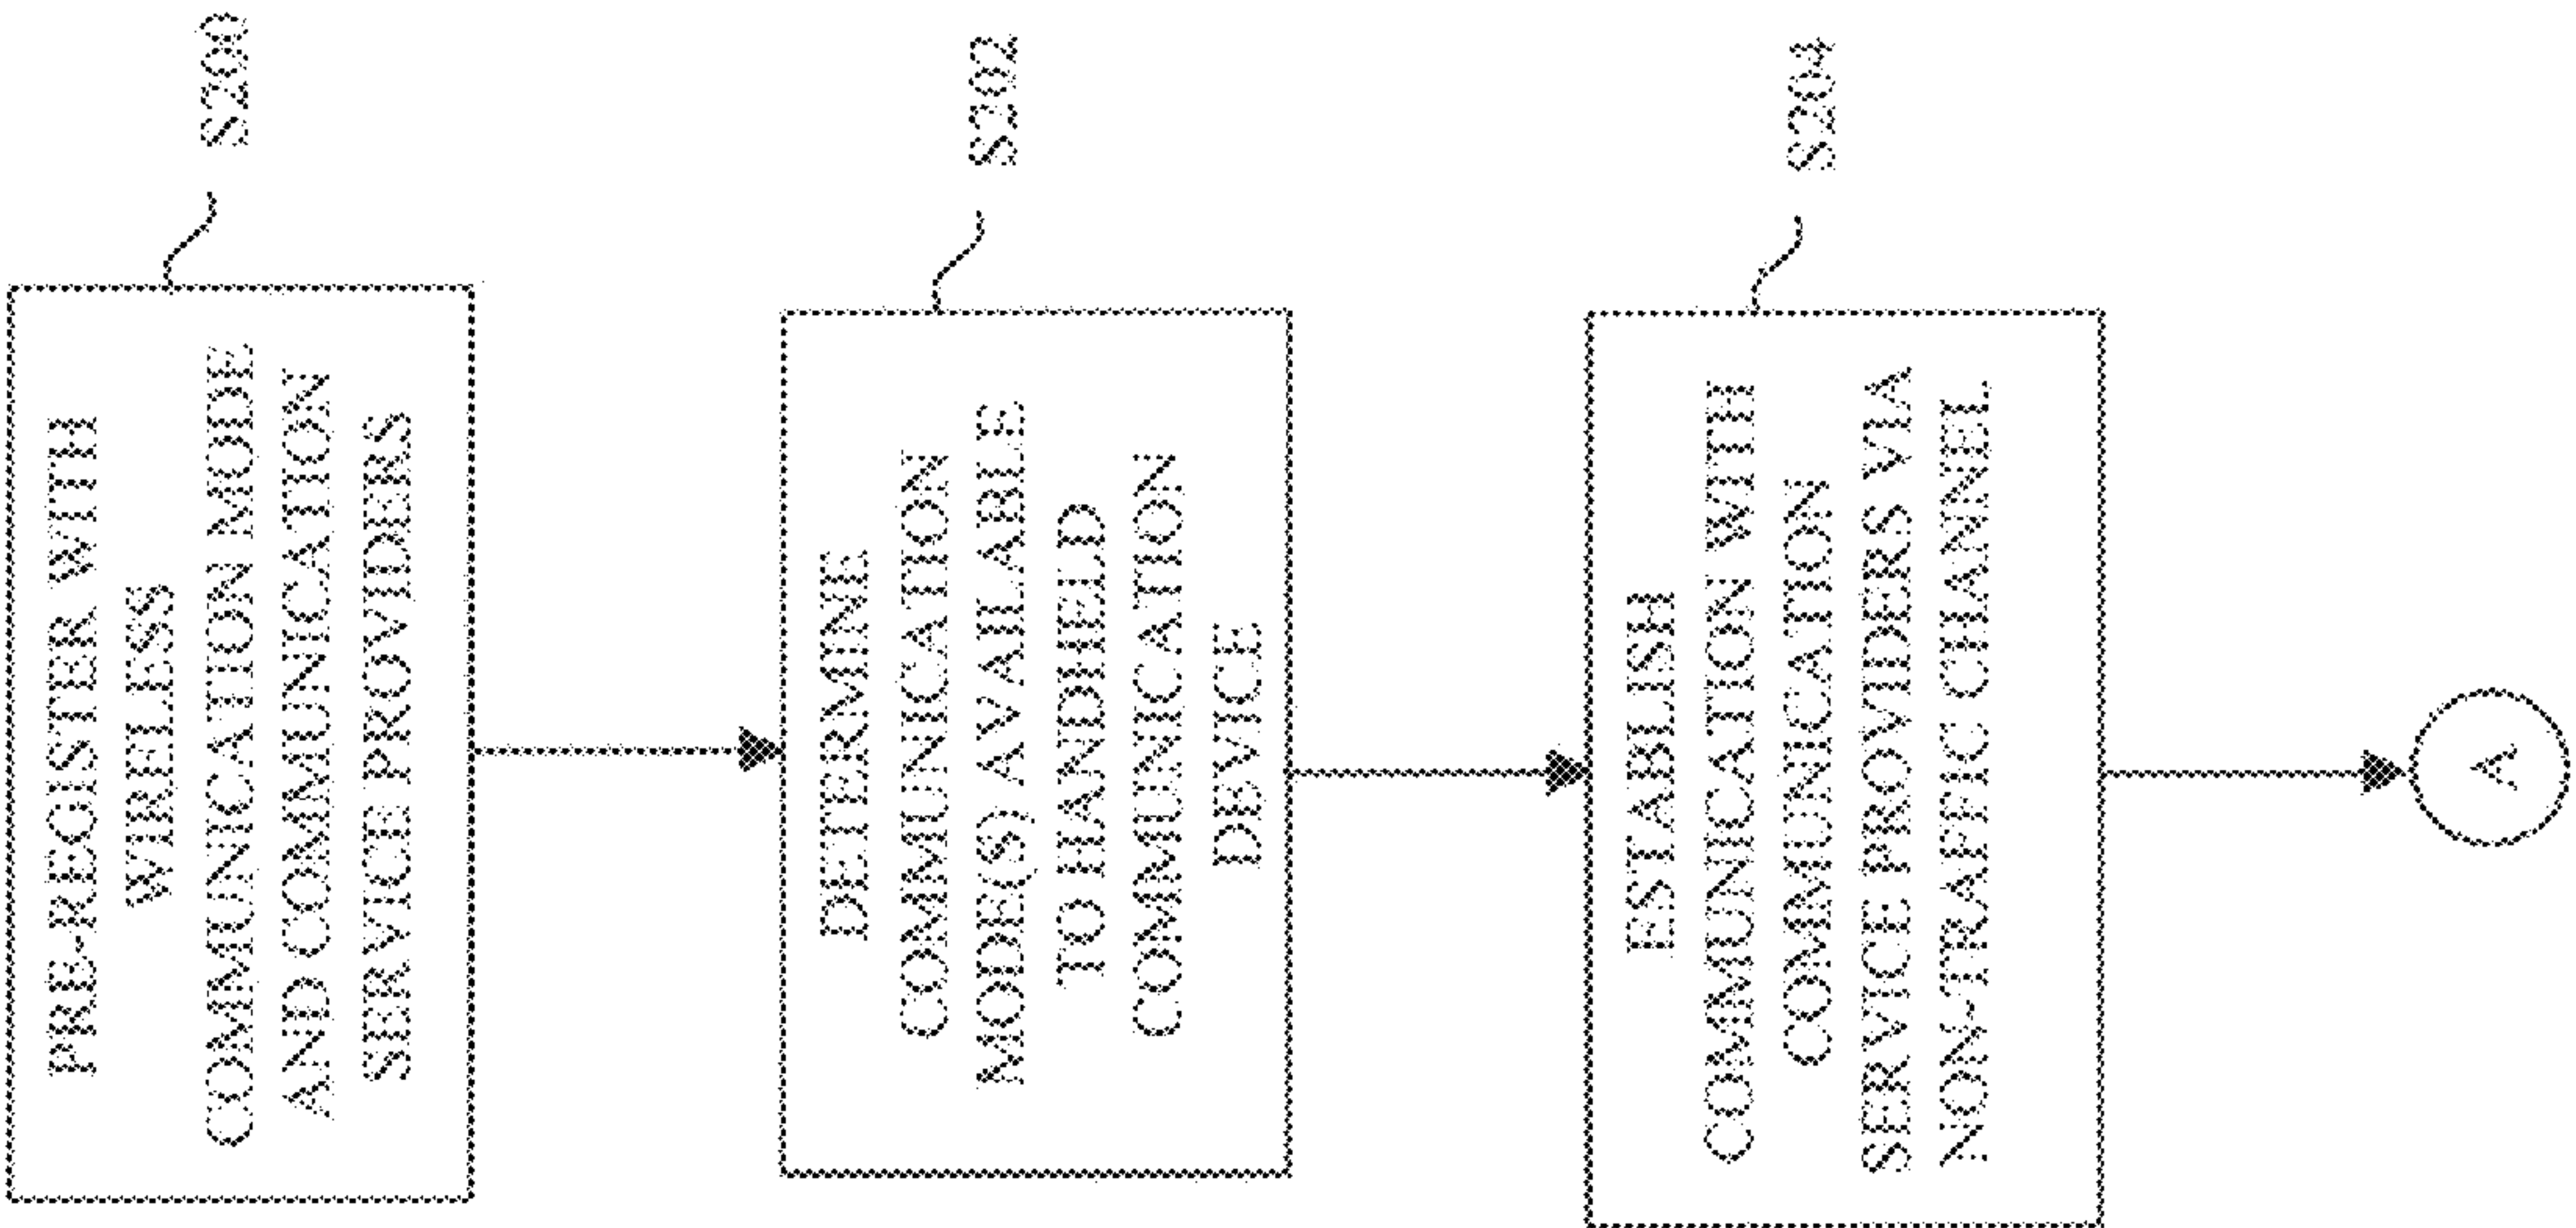 PRE-REGISTER WITH
WIRELESS
COMMUNICATION MODE
AND COMMUNICATION
SERVICE PROVIDERS
S200
DETERMINE
COMMUNICATION
MODE(S) AVAILABLE
TO HANDHELD
COMMUNICATION
DEVICE
S202
ESTABLISH
COMMUNICATION WITH
COMMUNICATION
SERVICE PROVIDERS VIA
NON-TRAFFIC CHANNEL
S204
A